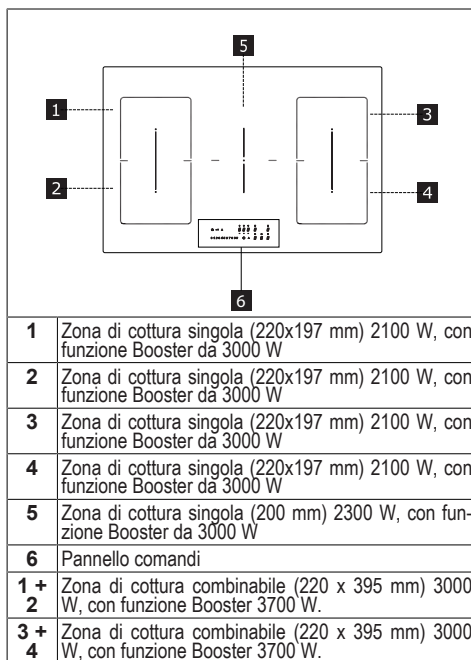 5
1
3
2
4
6
1 Zona di cottura singola (220x197 mm) 2100 W, con
funzione Booster da 3000 W
2 Zona di cottura singola (220x197 mm) 2100 W, con
funzione Booster da 3000 W
3 Zona di cottura singola (220x197 mm) 2100 W, con
funzione Booster da 3000 W
4 Zona di cottura singola (220x197 mm) 2100 W, con
funzione Booster da 3000 W
5 Zona di cottura singola (200 mm) 2300 W, con fun-
zione Booster da 3000 W
6 Pannello comandi
1 + Zona di cottura combinabile (220 x 395 mm) 3000
2 W, con funzione Booster 3700 W.
3 + Zona di cottura combinabile (220 x 395 mm) 3000
4 W, con funzione Booster 3700 W.